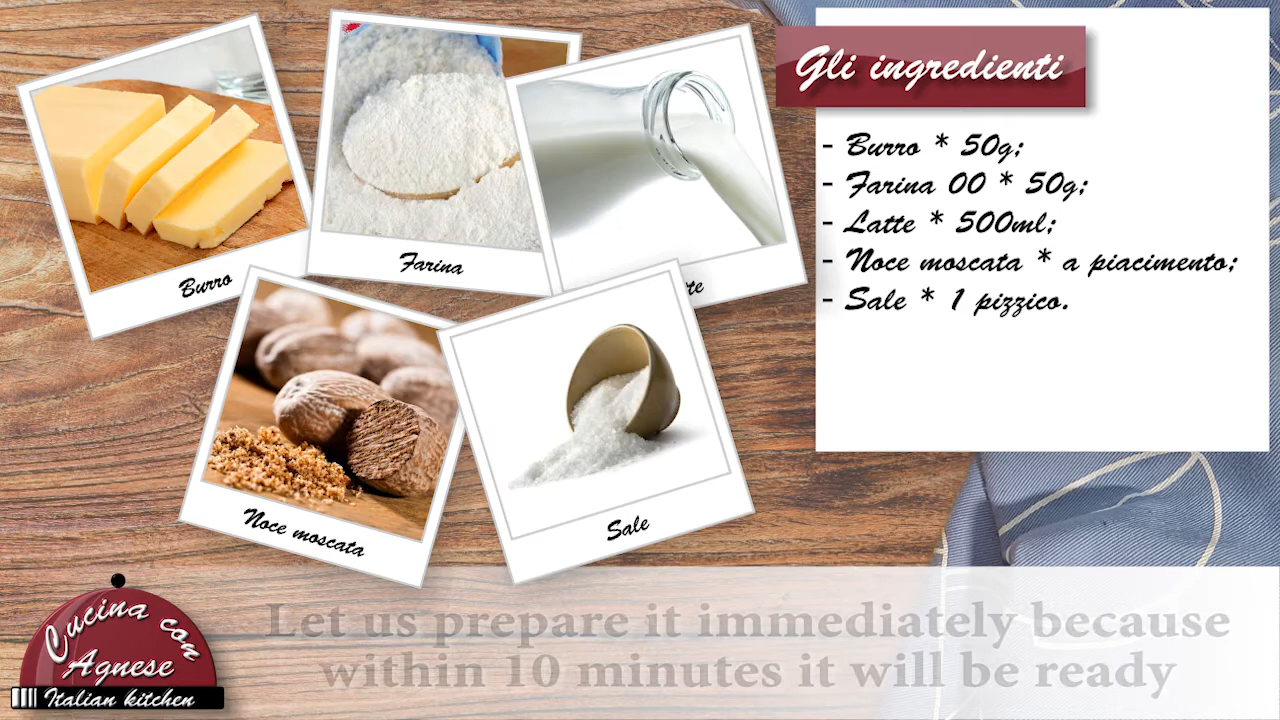 Gli ingredienti
- Burro * 50g;
- Farina 00 * 50g;
- Latte * 500ml;
- Noce moscata * a piacimento;
- Sale * 1 pizzico.
Burro
Farina
Noce moscata
Sale
Cucina con
Agnese
Italian kitchen
Let us prepare it immediately because
within 10 minutes it will be ready